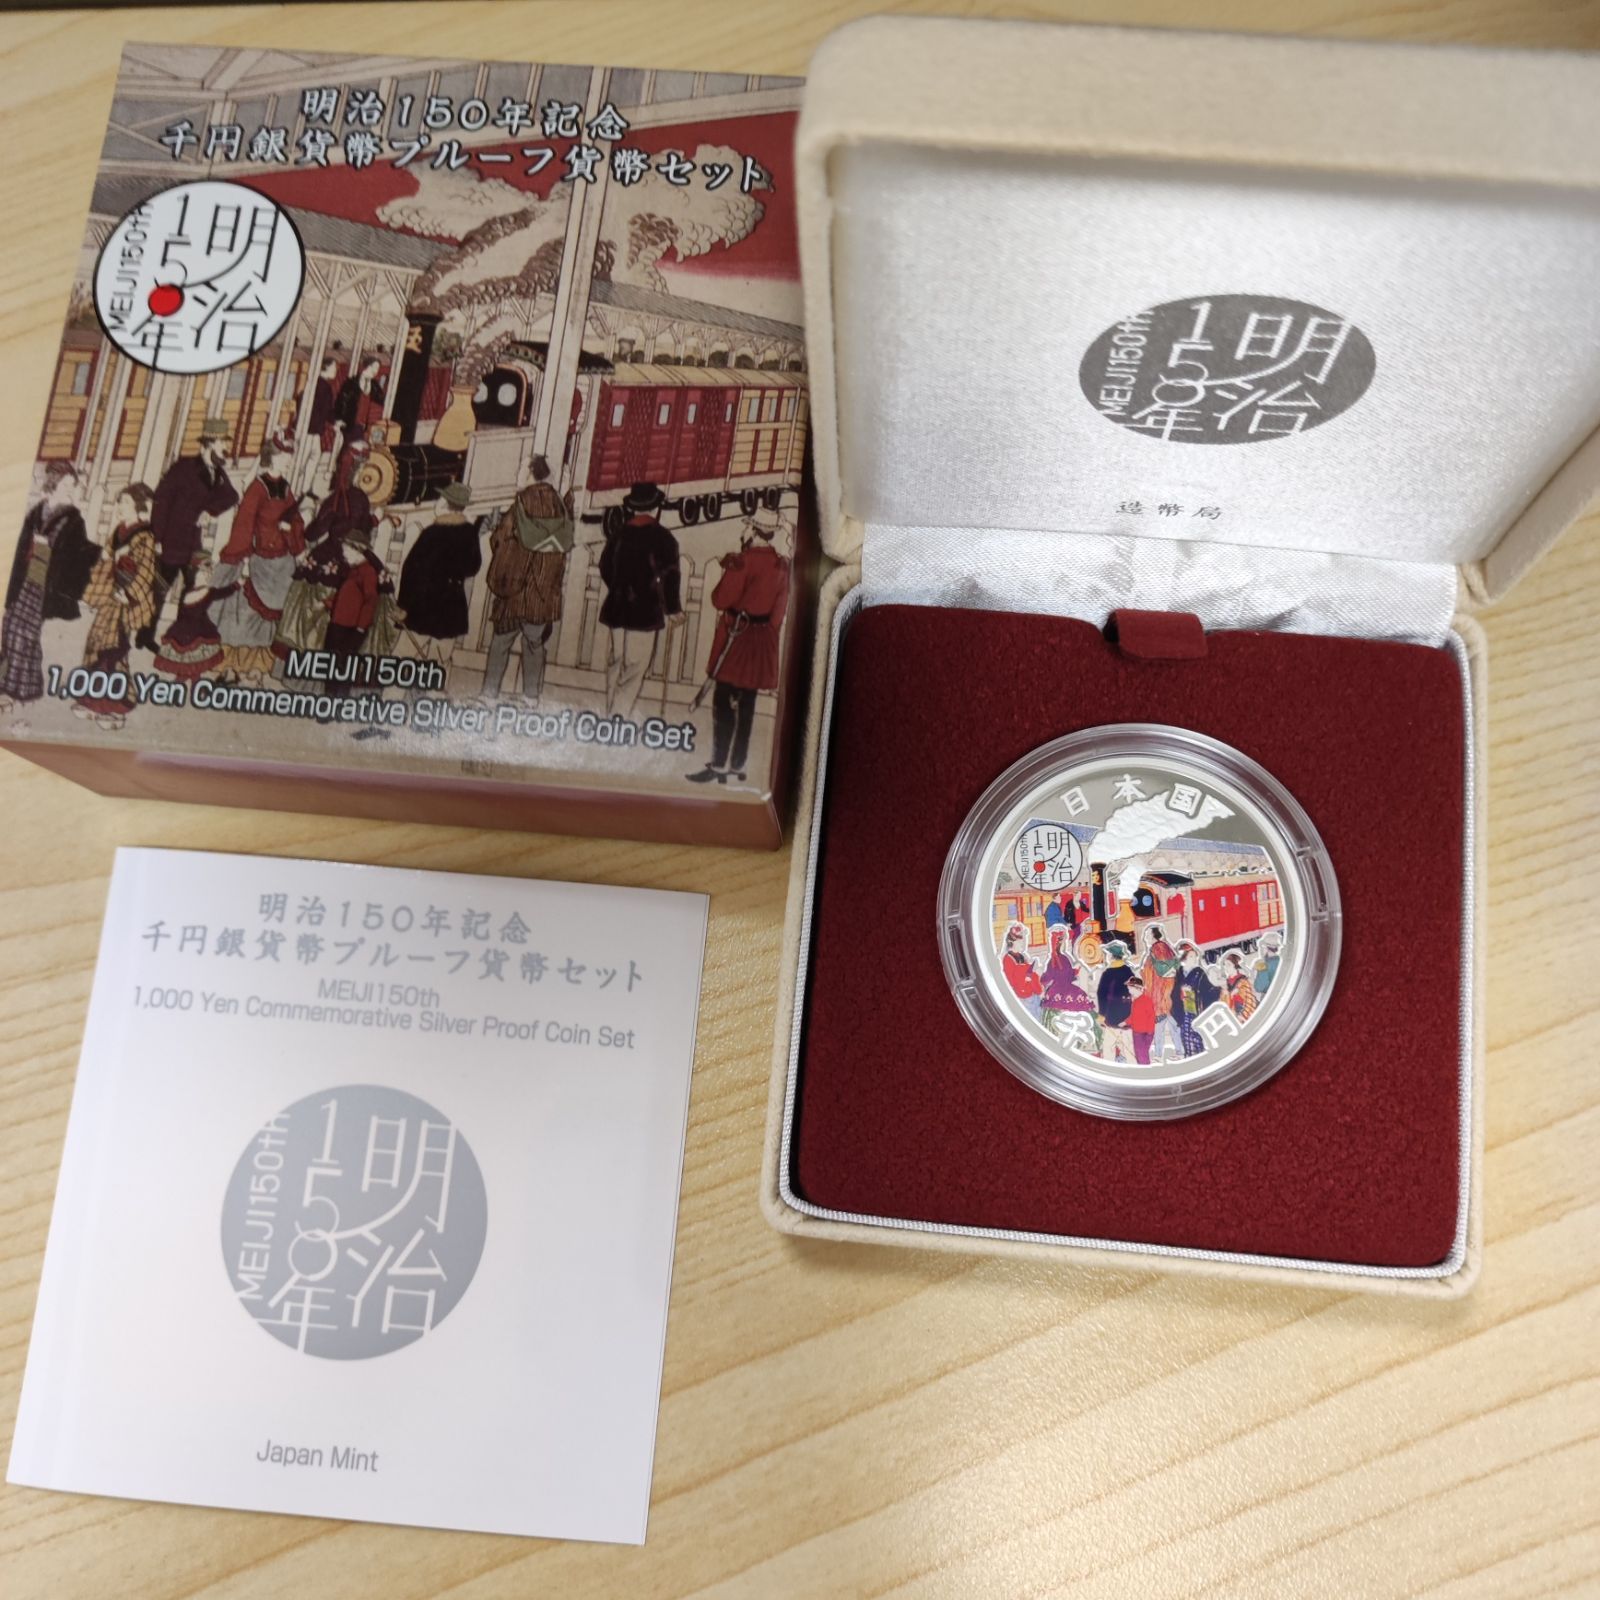 明治150年記念
千円銀貨幣プルーフ貨幣セット
明治
150年
MEIJI150th
MEIJI150th
1,000 Yen Commemorative Silver Proof Coin Set
明治
150年
MEIJI150th
造幣局
日本国
明治
150年
MEIJI150th
千円
明治150年記念
千円銀貨幣プルーフ貨幣セット
MEIJI150th
1,000 Yen Commemorative Silver Proof Coin Set
明治
150年
MEIJI150th
Japan Mint